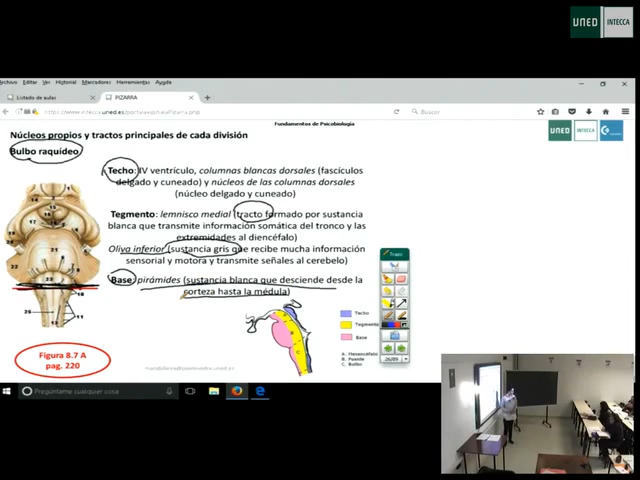 UNED INTECCA
Archivo Editar Ver Historial Marcadores Herramientas Ayuda
Listado de aulas
PIZARRA
Buscar
Fundamentos de Psicobiología
Núcleos propios y tractos principales de cada división
UNED INTECCA
Bulbo raquídeo
Techo: IV ventrículo, columnas blancas dorsales (fascículos
delgado y cuneado) y núcleos de las columnas dorsales
(núcleo delgado y cuneado)
Tegmento: lemnisco medial (tracto formado por sustancia
blanca que transmite información somática del tronco y las
extremidades al diencéfalo)
Oliva inferior (sustancia gris que recibe mucha información
sensorial y motora y transmite señales al cerebelo)
Base: pirámides (sustancia blanca que desciende desde la
corteza hasta la médula)
Trazo
Techo
Tegmento
Base
A. Mesencéfalo
B. Puente
C. Bulbo
Figura 8.7 A
pag. 220
Pregúntame cualquier cosa